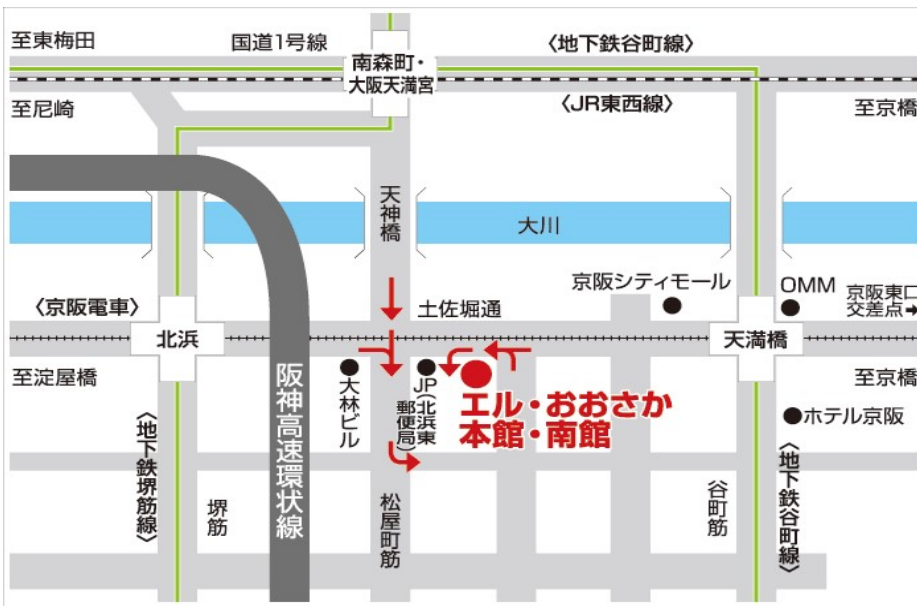 至東梅田
国道1号線
〈地下鉄谷町線〉
南森町・
大阪天満宮
至尼崎
〈JR東西線〉
至京橋
天神橋
大川
京阪シティモール
OMM
京阪東口
交差点➡
〈京阪電車〉
土佐堀通
北浜
天満橋
至淀屋橋
阪神高速環状線
大林ビル
JP(北浜東
郵便局)
エル・おおさか
本館・南館
至京橋
ホテル京阪
〈地下鉄堺筋線〉
堺筋
松屋町筋
谷町筋
〈地下鉄谷町線〉